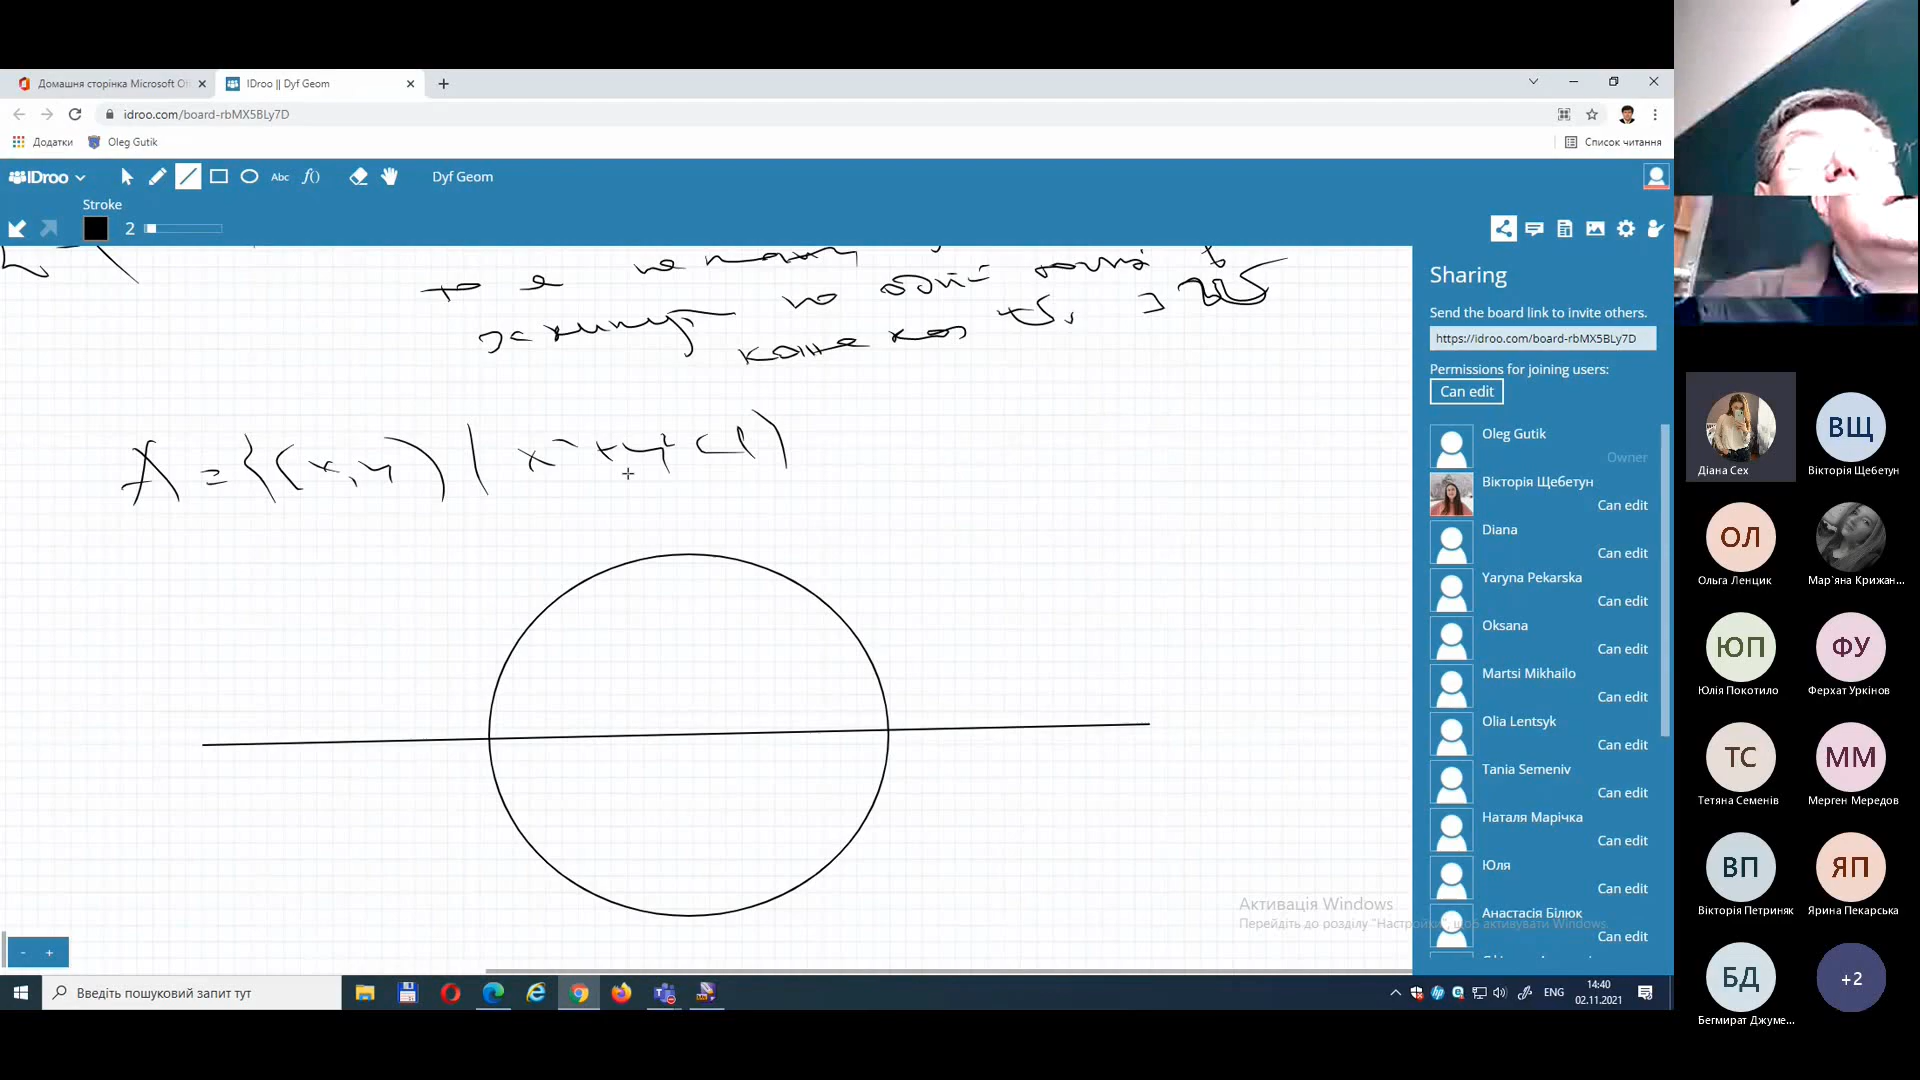 Домашня сторінка Microsoft Of
IDroo || Dyf Geom
idroo.com/board-rbMX5BLy7D
Додатки
Oleg Gutik
Список читання
IDroo
Abc
f()
Dyf Geom
Stroke
2
A = {(x,y) | x²+y² < 1}
Sharing
Send the board link to invite others.
https://idroo.com/board-rbMX5BLy7D
Permissions for joining users:
Can edit
Oleg Gutik
Owner
Вікторія Щебетун
Can edit
Diana
Can edit
Yaryna Pekarska
Can edit
Oksana
Can edit
Martsi Mikhailo
Can edit
Olia Lentsyk
Can edit
Tania Semeniv
Can edit
Наталя Марічка
Can edit
Юля
Can edit
Анастасія Білюк
Can edit
Активація Windows
Перейдіть до розділу "Настройки", щоб активувати Windows.
- +
Введіть пошуковий запит тут
ENG
14:40
02.11.2021
Діана Сех
ВЩ
Вікторія Щебетун
ОЛ
Ольга Ленцик
Мар`яна Крижан...
ЮП
Юлія Покотило
ФУ
Ферхат Уркінов
ТС
Тетяна Семенів
ММ
Мерген Мередов
ВП
Вікторія Петриняк
ЯП
Ярина Пекарська
БД
Бегмират Джуме...
+2